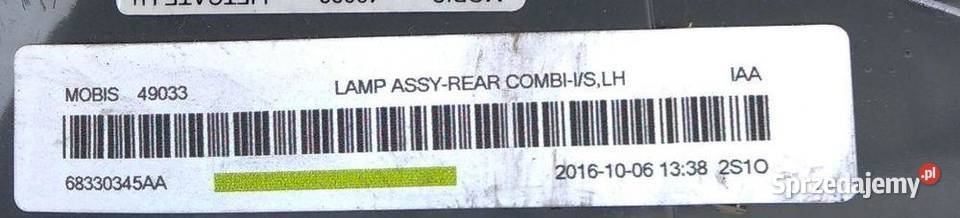 MOBIS 49033 LAMP ASSY-REAR COMBI-I/S,LH IAA
68330345AA 2016-10-06 13:38 2S1O
Sprzedajemy.pl